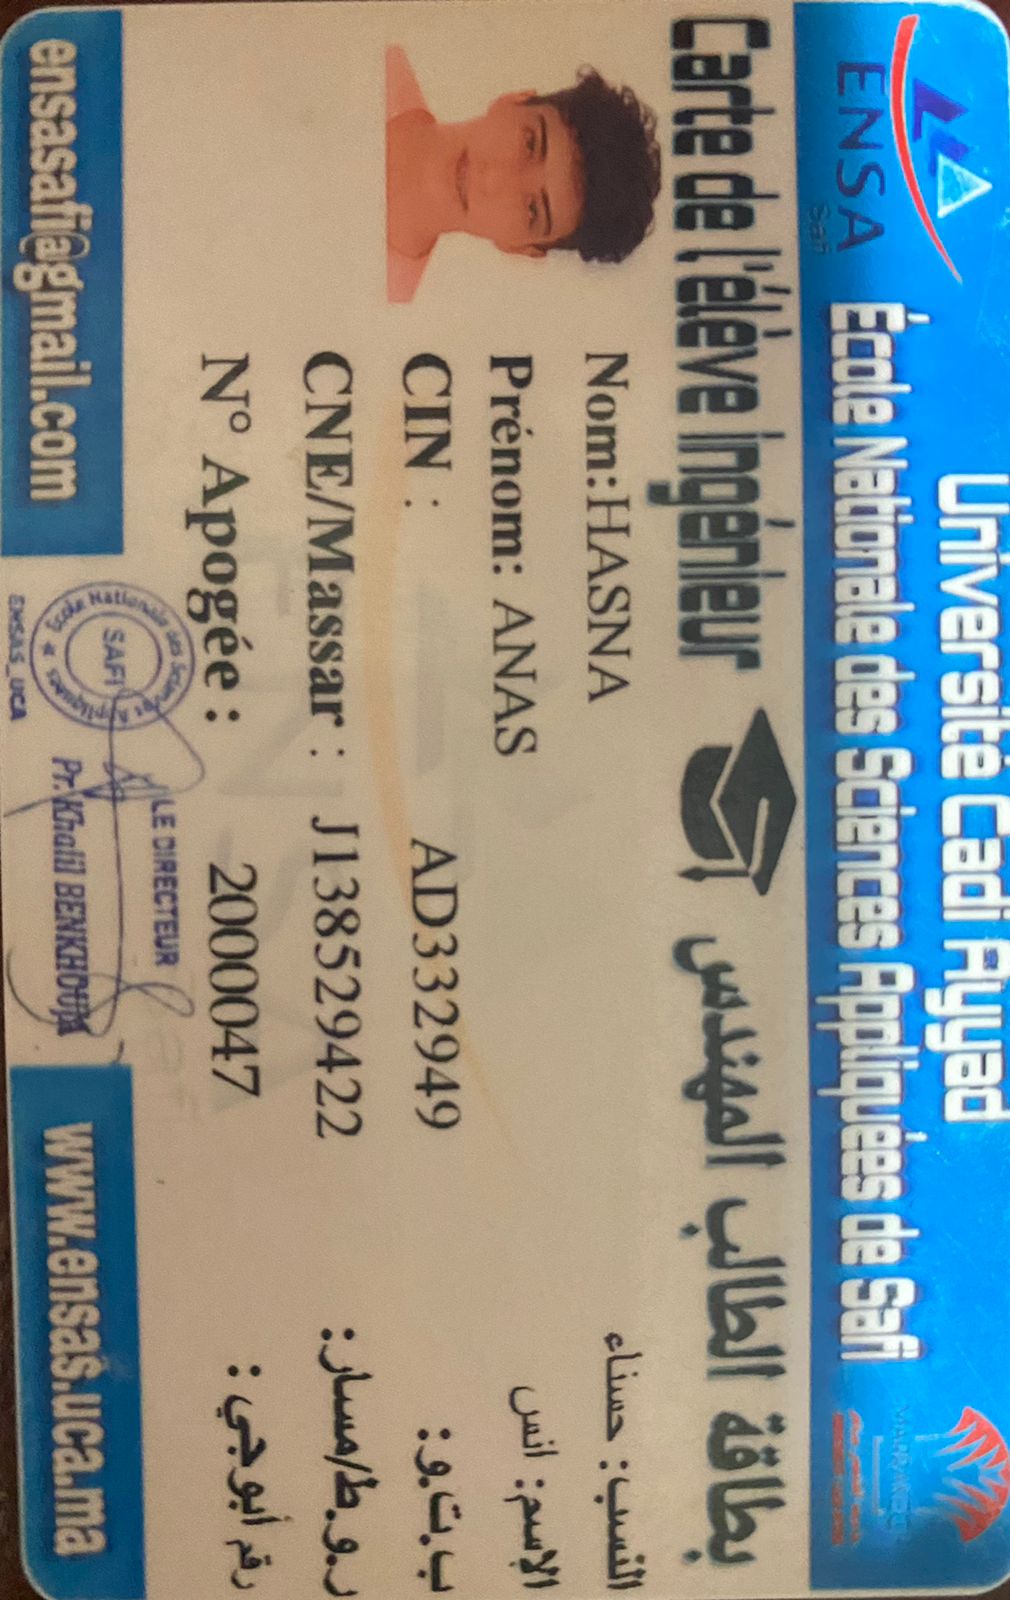 Université Cadi Ayyad
École Nationale des Sciences Appliquées de Safi
ENSA
Safi
Carte de l'élève ingénieur
بطاقة الطالب المهندس
Nom: HASNA
النسب: حسناء
Prénom: ANAS
الإسم: انس
CIN : AD332949
ب.ت.و:
CNE/Massar : J138529422
ر.و.ط/مسار:
N° Apogée : 2000047
رقم أبوجي :
LE DIRECTEUR
Pr. Khalil BENKHOUJA
École Nationale des Sciences Appliquées
SAFI
ENSAS_UCA
ensasafi@gmail.com
www.ensas.uca.ma